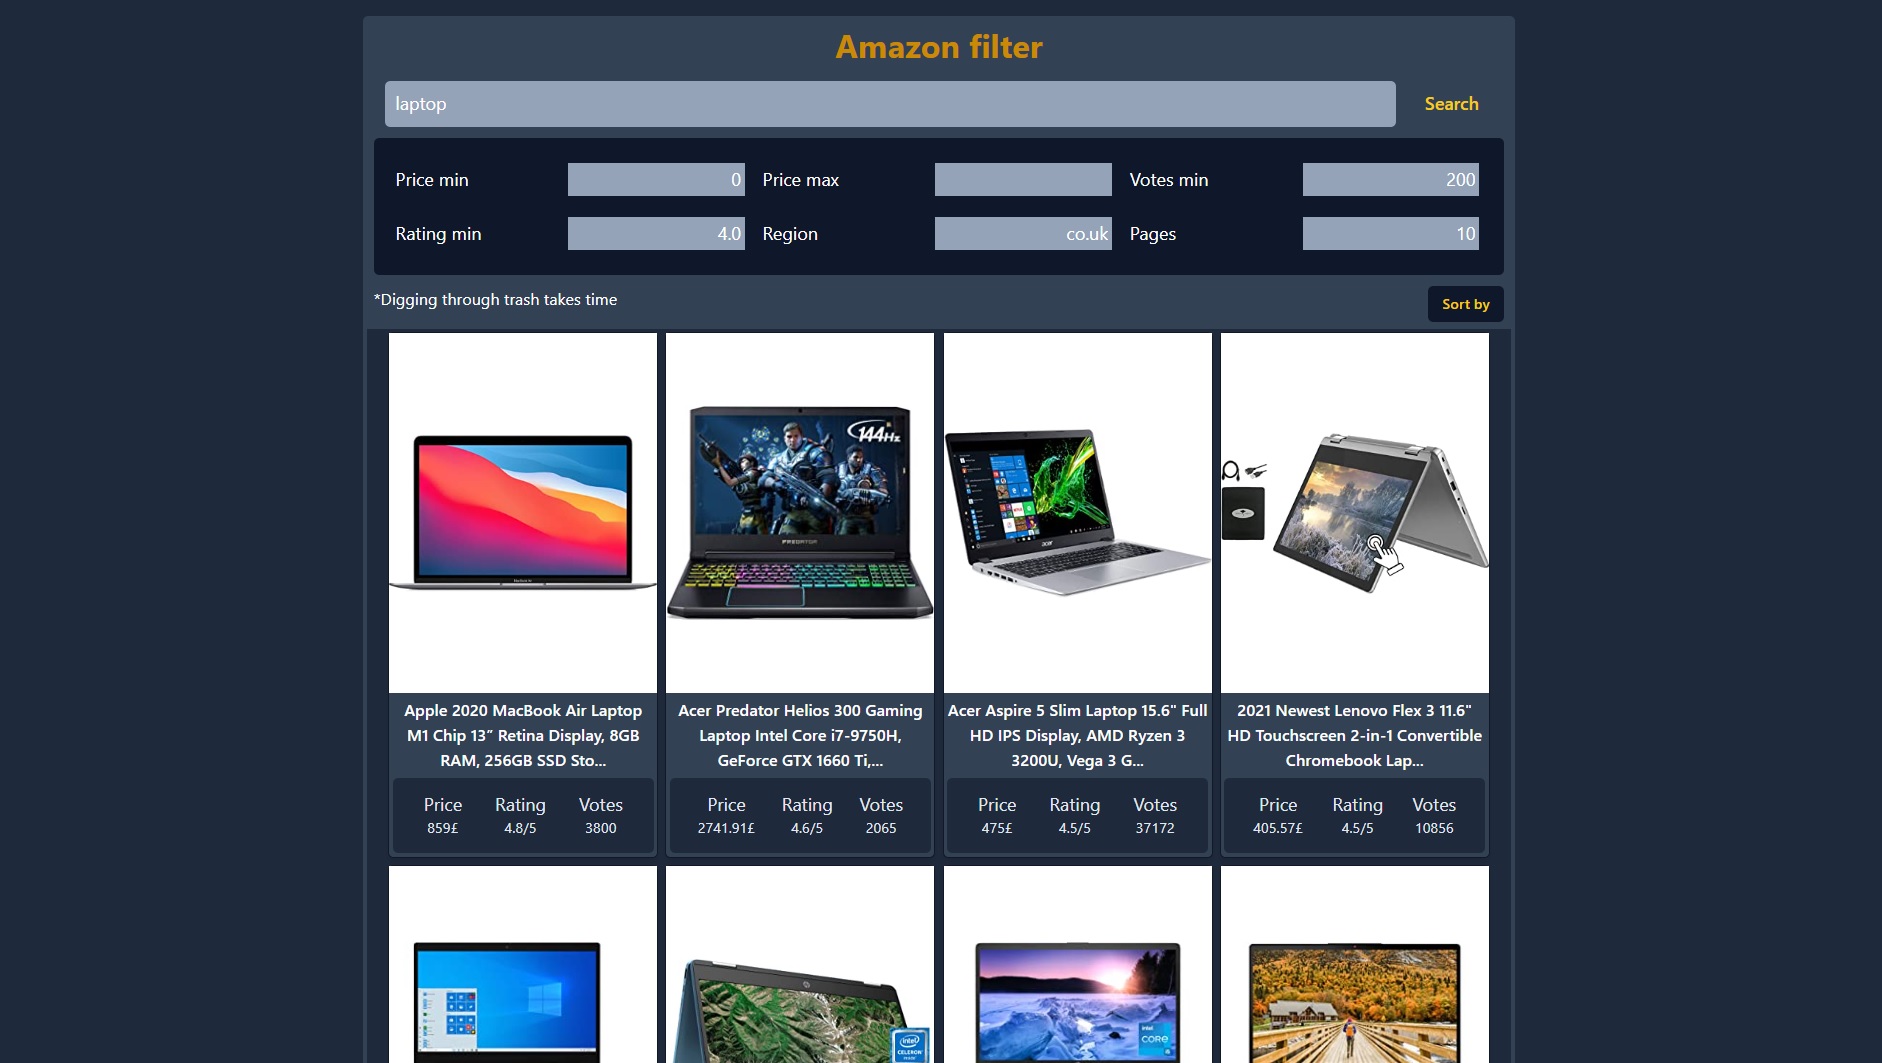 Amazon filter
laptop
Search
Price min
0
Price max
Votes min
200
Rating min
4.0
Region
co.uk
Pages
10
*Digging through trash takes time
Sort by
144Hz
PREDATOR
acer
Apple 2020 MacBook Air Laptop
M1 Chip 13″ Retina Display, 8GB
RAM, 256GB SSD Sto...
Price Rating Votes
859£ 4.8/5 3800
Acer Predator Helios 300 Gaming
Laptop Intel Core i7-9750H,
GeForce GTX 1660 Ti,...
Price Rating Votes
2741.91£ 4.6/5 2065
Acer Aspire 5 Slim Laptop 15.6" Full
HD IPS Display, AMD Ryzen 3
3200U, Vega 3 G...
Price Rating Votes
475£ 4.5/5 37172
2021 Newest Lenovo Flex 3 11.6"
HD Touchscreen 2-in-1 Convertible
Chromebook Lap...
Price Rating Votes
405.57£ 4.5/5 10856
intel
CELERON
intel
CORE